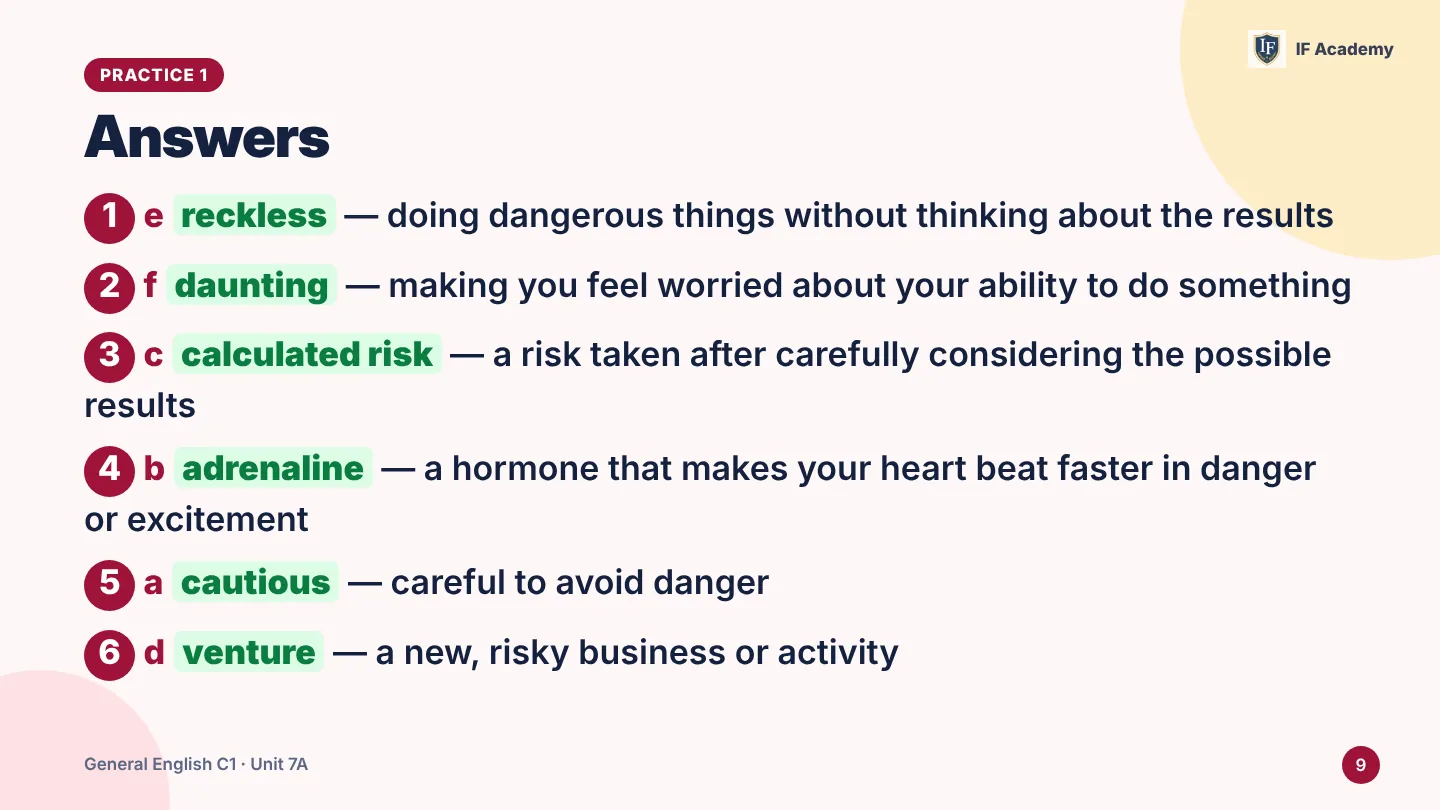 IF
IF Academy
PRACTICE 1
Answers
1 e reckless — doing dangerous things without thinking about the results
2 f daunting — making you feel worried about your ability to do something
3 c calculated risk — a risk taken after carefully considering the possible
results
4 b adrenaline — a hormone that makes your heart beat faster in danger
or excitement
5 a cautious — careful to avoid danger
6 d venture — a new, risky business or activity
General English C1 · Unit 7A
9